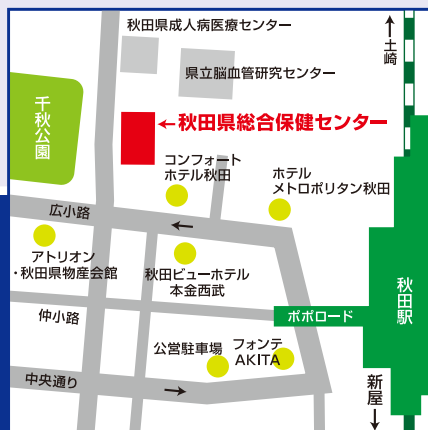 秋田県成人病医療センター
県立脳血管研究センター
←土崎
千秋公園
←秋田県総合保健センター
コンフォート
ホテル秋田
ホテル
メトロポリタン秋田
広小路
←
アトリオン
・秋田県物産会館
秋田ビューホテル
本金西武
秋田駅
ポポロード
仲小路
公営駐車場
フォンテ
AKITA
中央通り
→
新屋